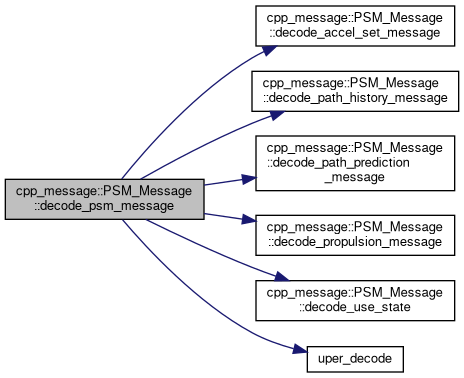 cpp_message::PSM_Message
::decode_accel_set_message
cpp_message::PSM_Message
::decode_path_history_message
cpp_message::PSM_Message
::decode_path_prediction
_message
cpp_message::PSM_Message
::decode_psm_message
cpp_message::PSM_Message
::decode_propulsion_message
cpp_message::PSM_Message
::decode_use_state
uper_decode